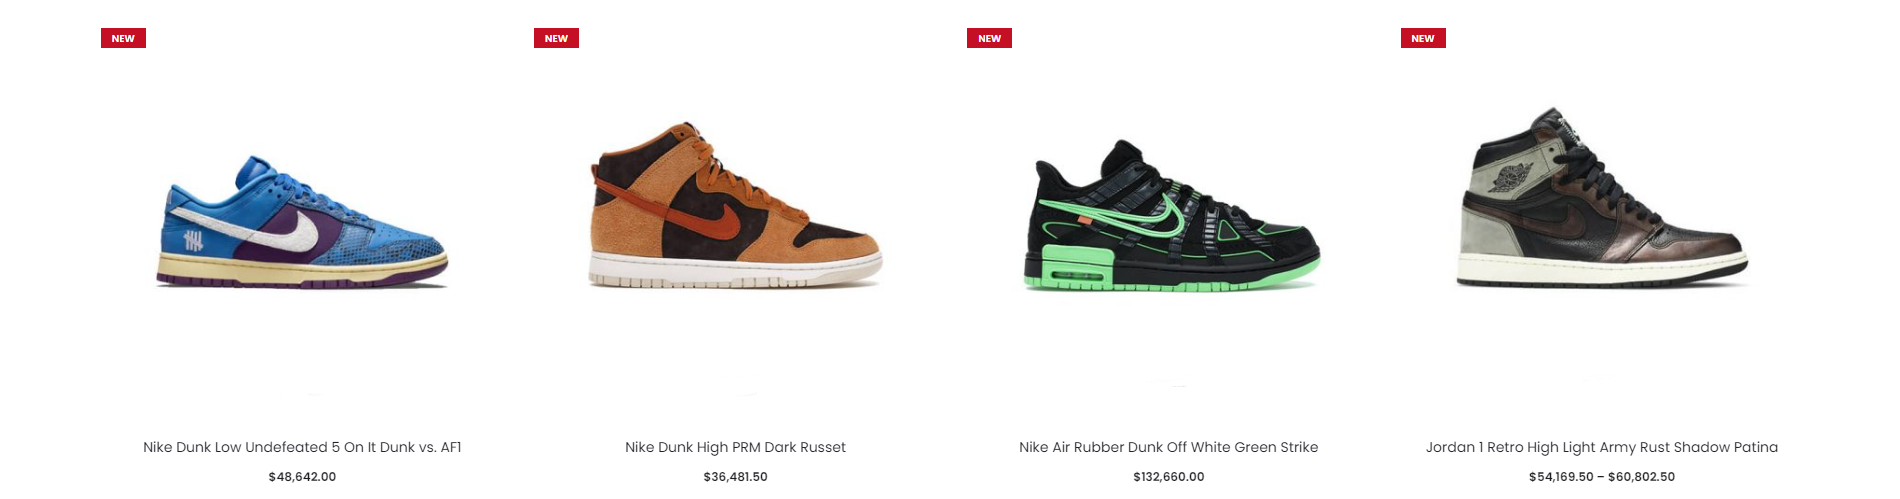 NEW
NEW
NEW
NEW
Nike Dunk Low Undefeated 5 On It Dunk vs. AF1
$48,642.00
Nike Dunk High PRM Dark Russet
$36,481.50
Nike Air Rubber Dunk Off White Green Strike
$132,660.00
Jordan 1 Retro High Light Army Rust Shadow Patina
$54,169.50 – $60,802.50